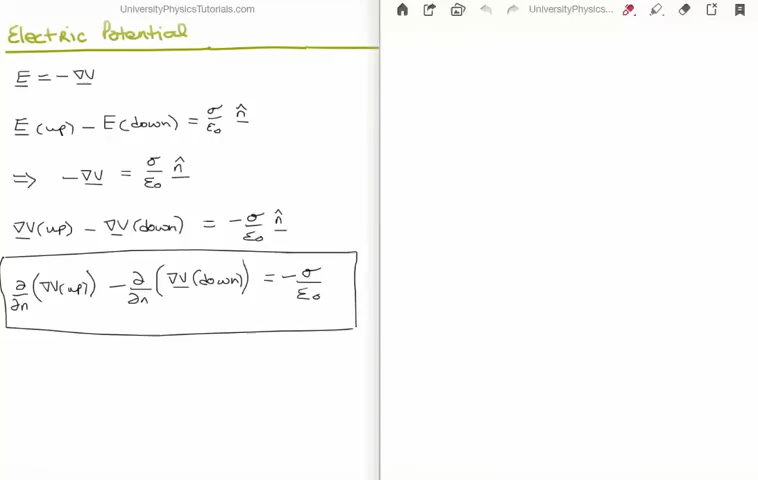 UniversityPhysicsTutorials.com
UniversityPhysics...
Electric Potential
E = -∇V
E(up) - E(down) = σ/ε₀ n̂
⇒ -∇V = σ/ε₀ n̂
∇V(up) - ∇V(down) = -σ/ε₀ n̂
∂/∂n (∇V(up)) - ∂/∂n (∇V(down)) = -σ/ε₀